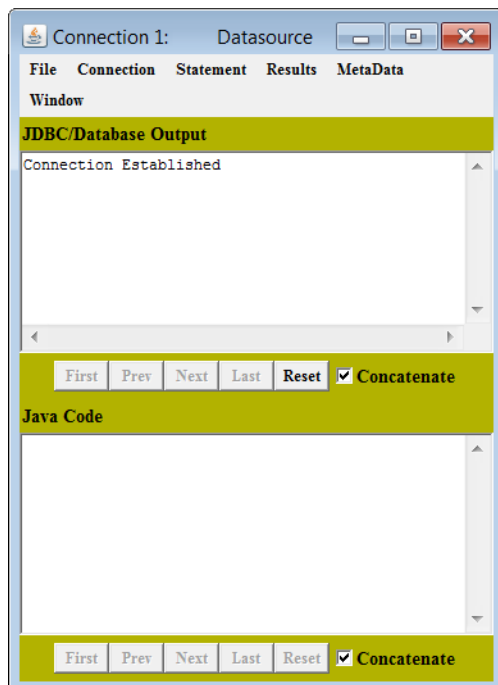 Connection 1: Datasource
File Connection Statement Results MetaData
Window
JDBC/Database Output
Connection Established
First Prev Next Last Reset Concatenate
Java Code
First Prev Next Last Reset Concatenate